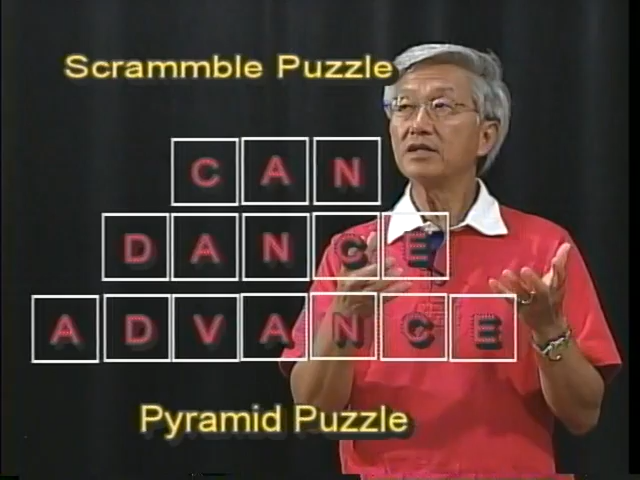 Scrammble Puzzle
CAN
DANCE
ADVANCE
Pyramid Puzzle